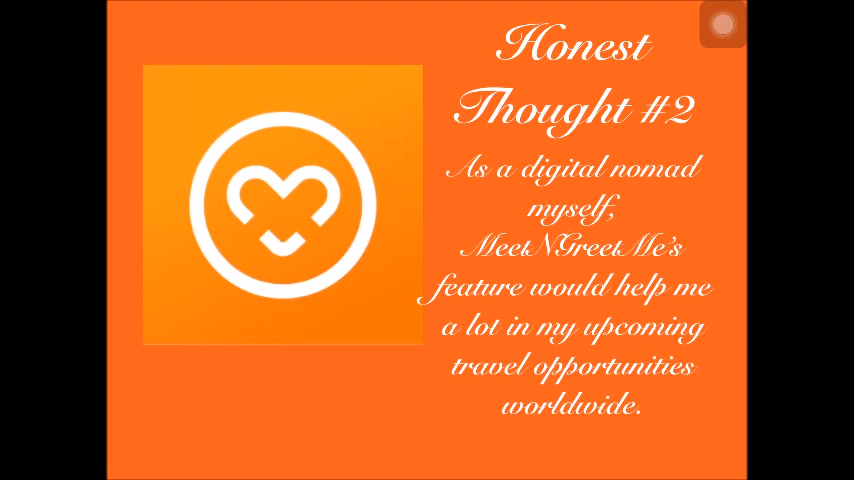 Honest
Thought #2
As a digital nomad
myself,
MeetNGreetMe's
feature would help me
a lot in my upcoming
travel opportunities
worldwide.